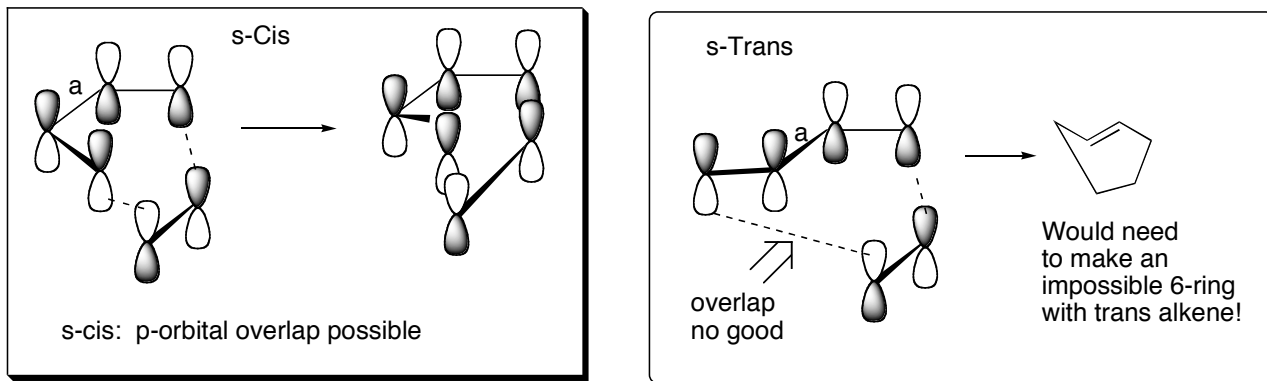 s-Cis
a
s-cis: p-orbital overlap possible
s-Trans
a
overlap
no good
Would need
to make an
impossible 6-ring
with trans alkene!